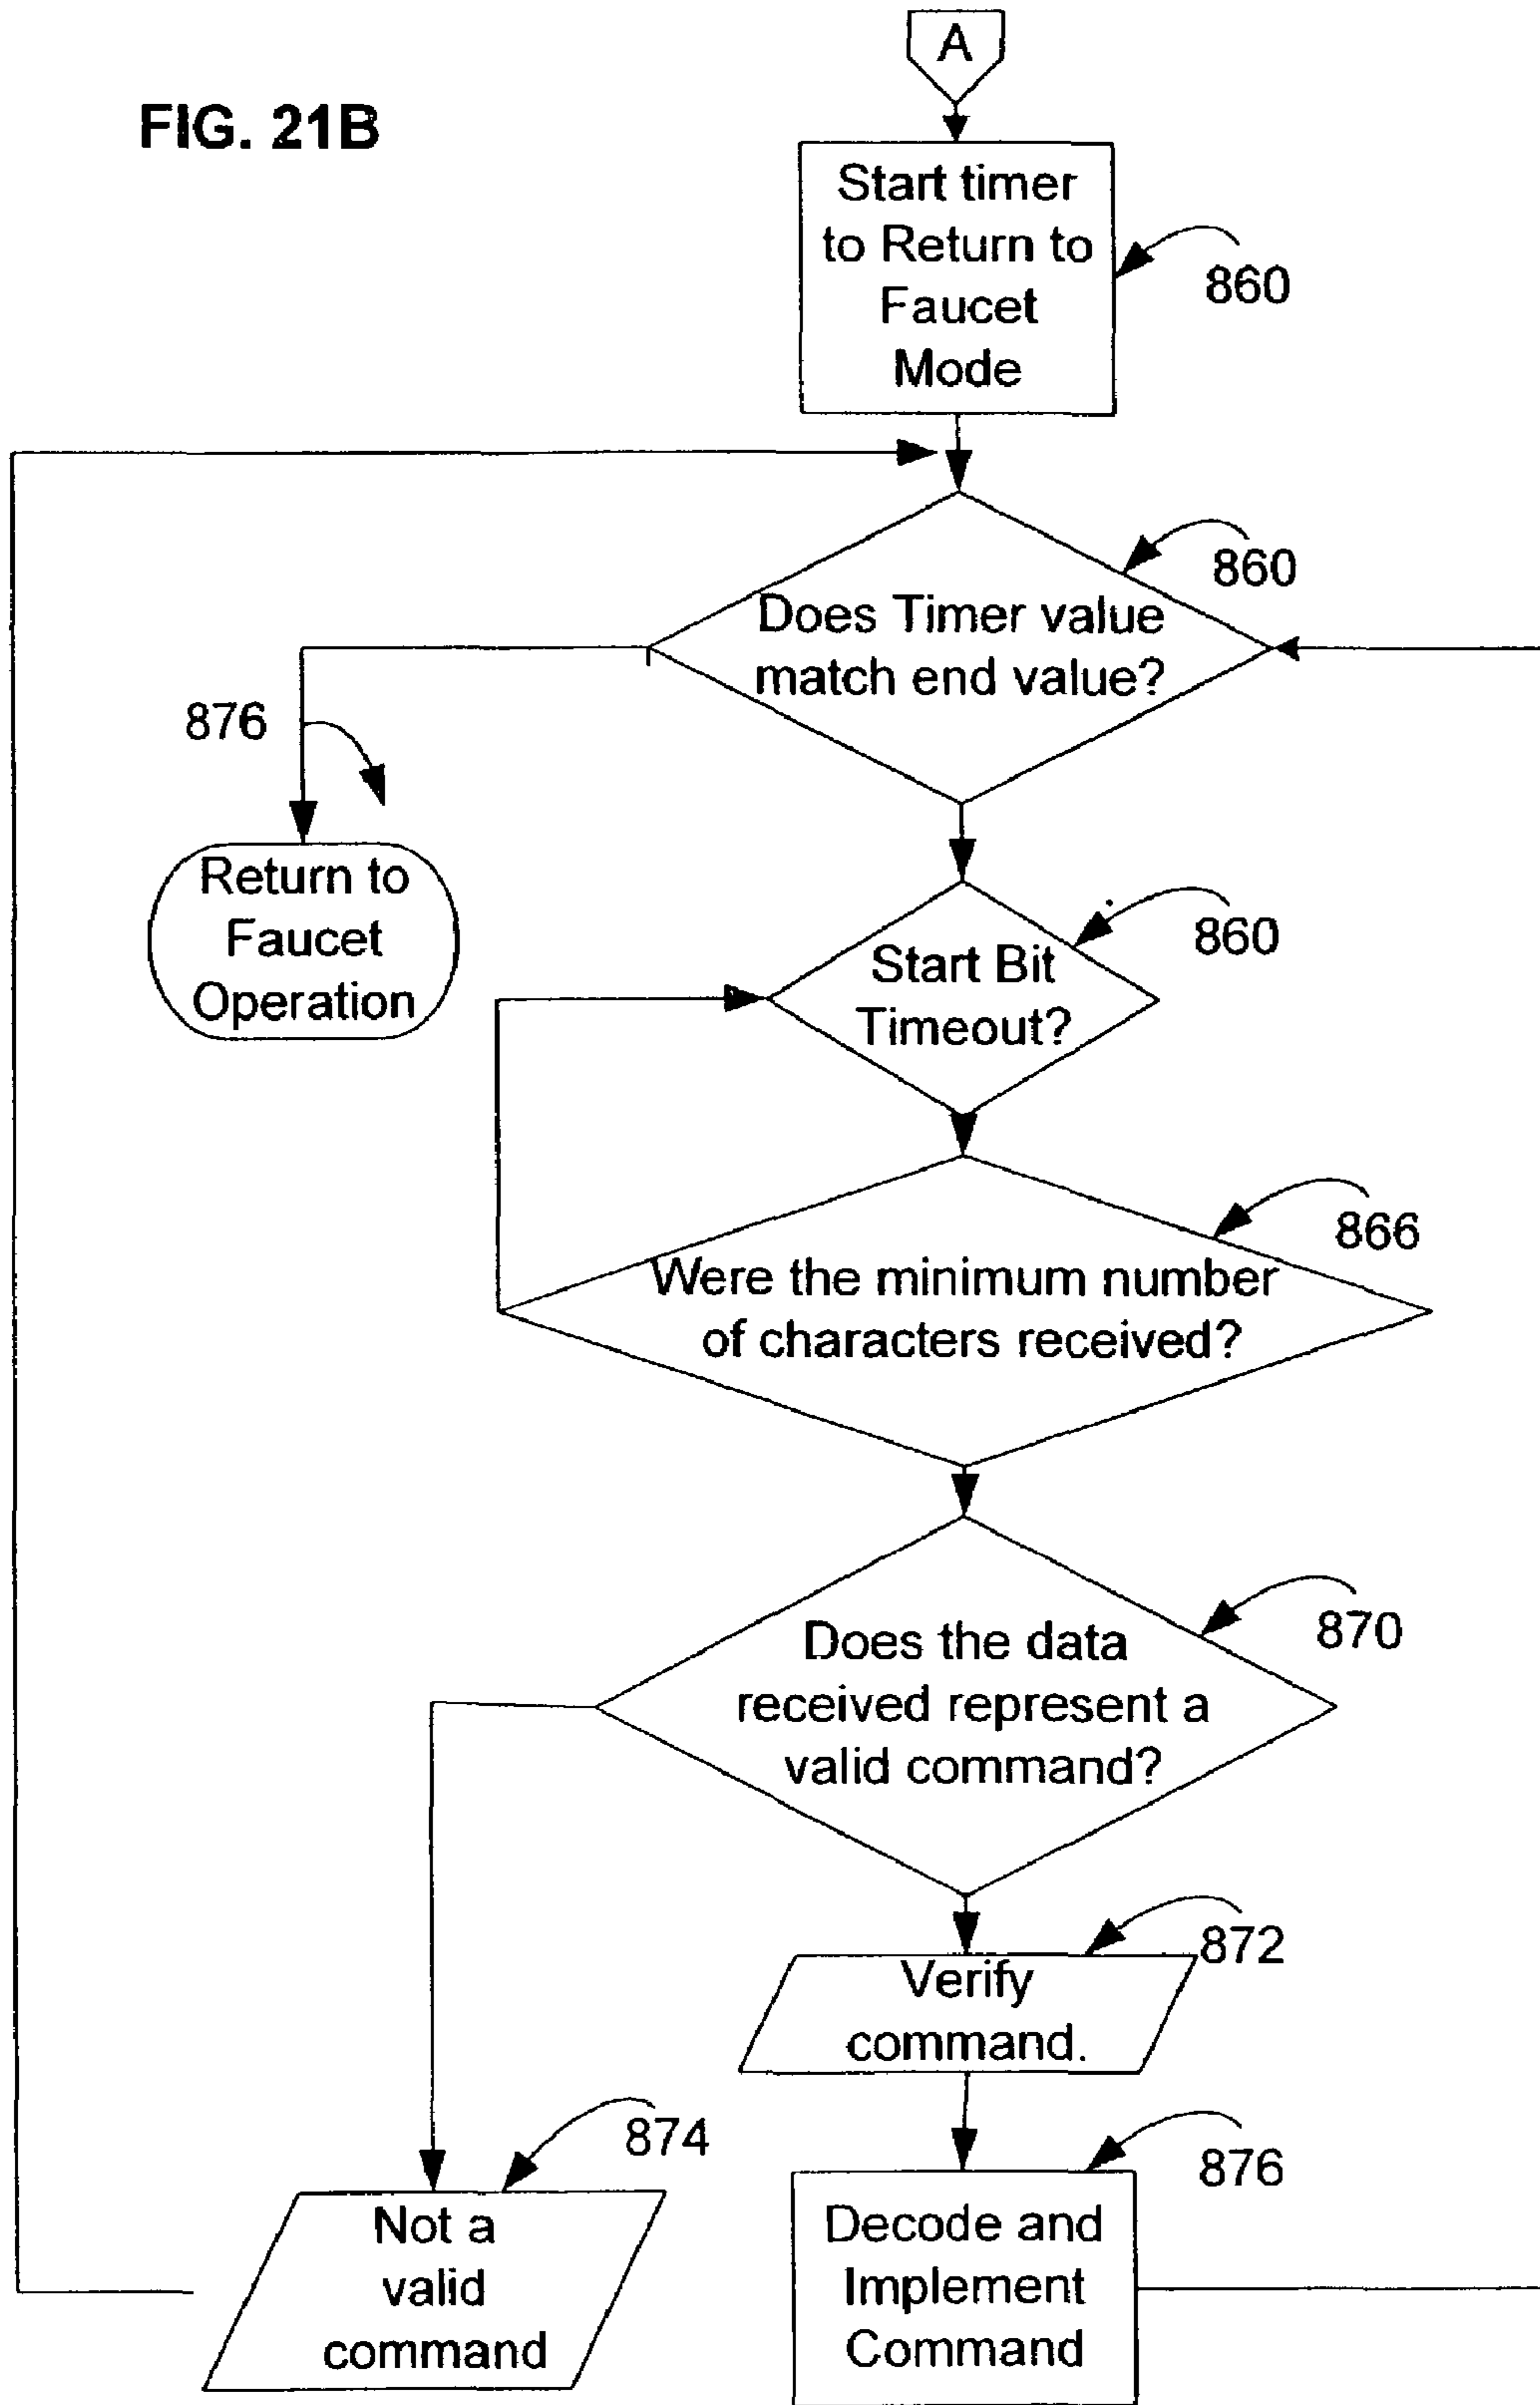 A
FIG. 21B
Start timer
to Return to
Faucet
Mode
860
860
Does Timer value
match end value?
876
Return to
Faucet
Operation
860
Start Bit
Timeout?
866
Were the minimum number
of characters received?
870
Does the data
received represent a
valid command?
872
Verify
command.
874
876
Not a
valid
command
Decode and
Implement
Command